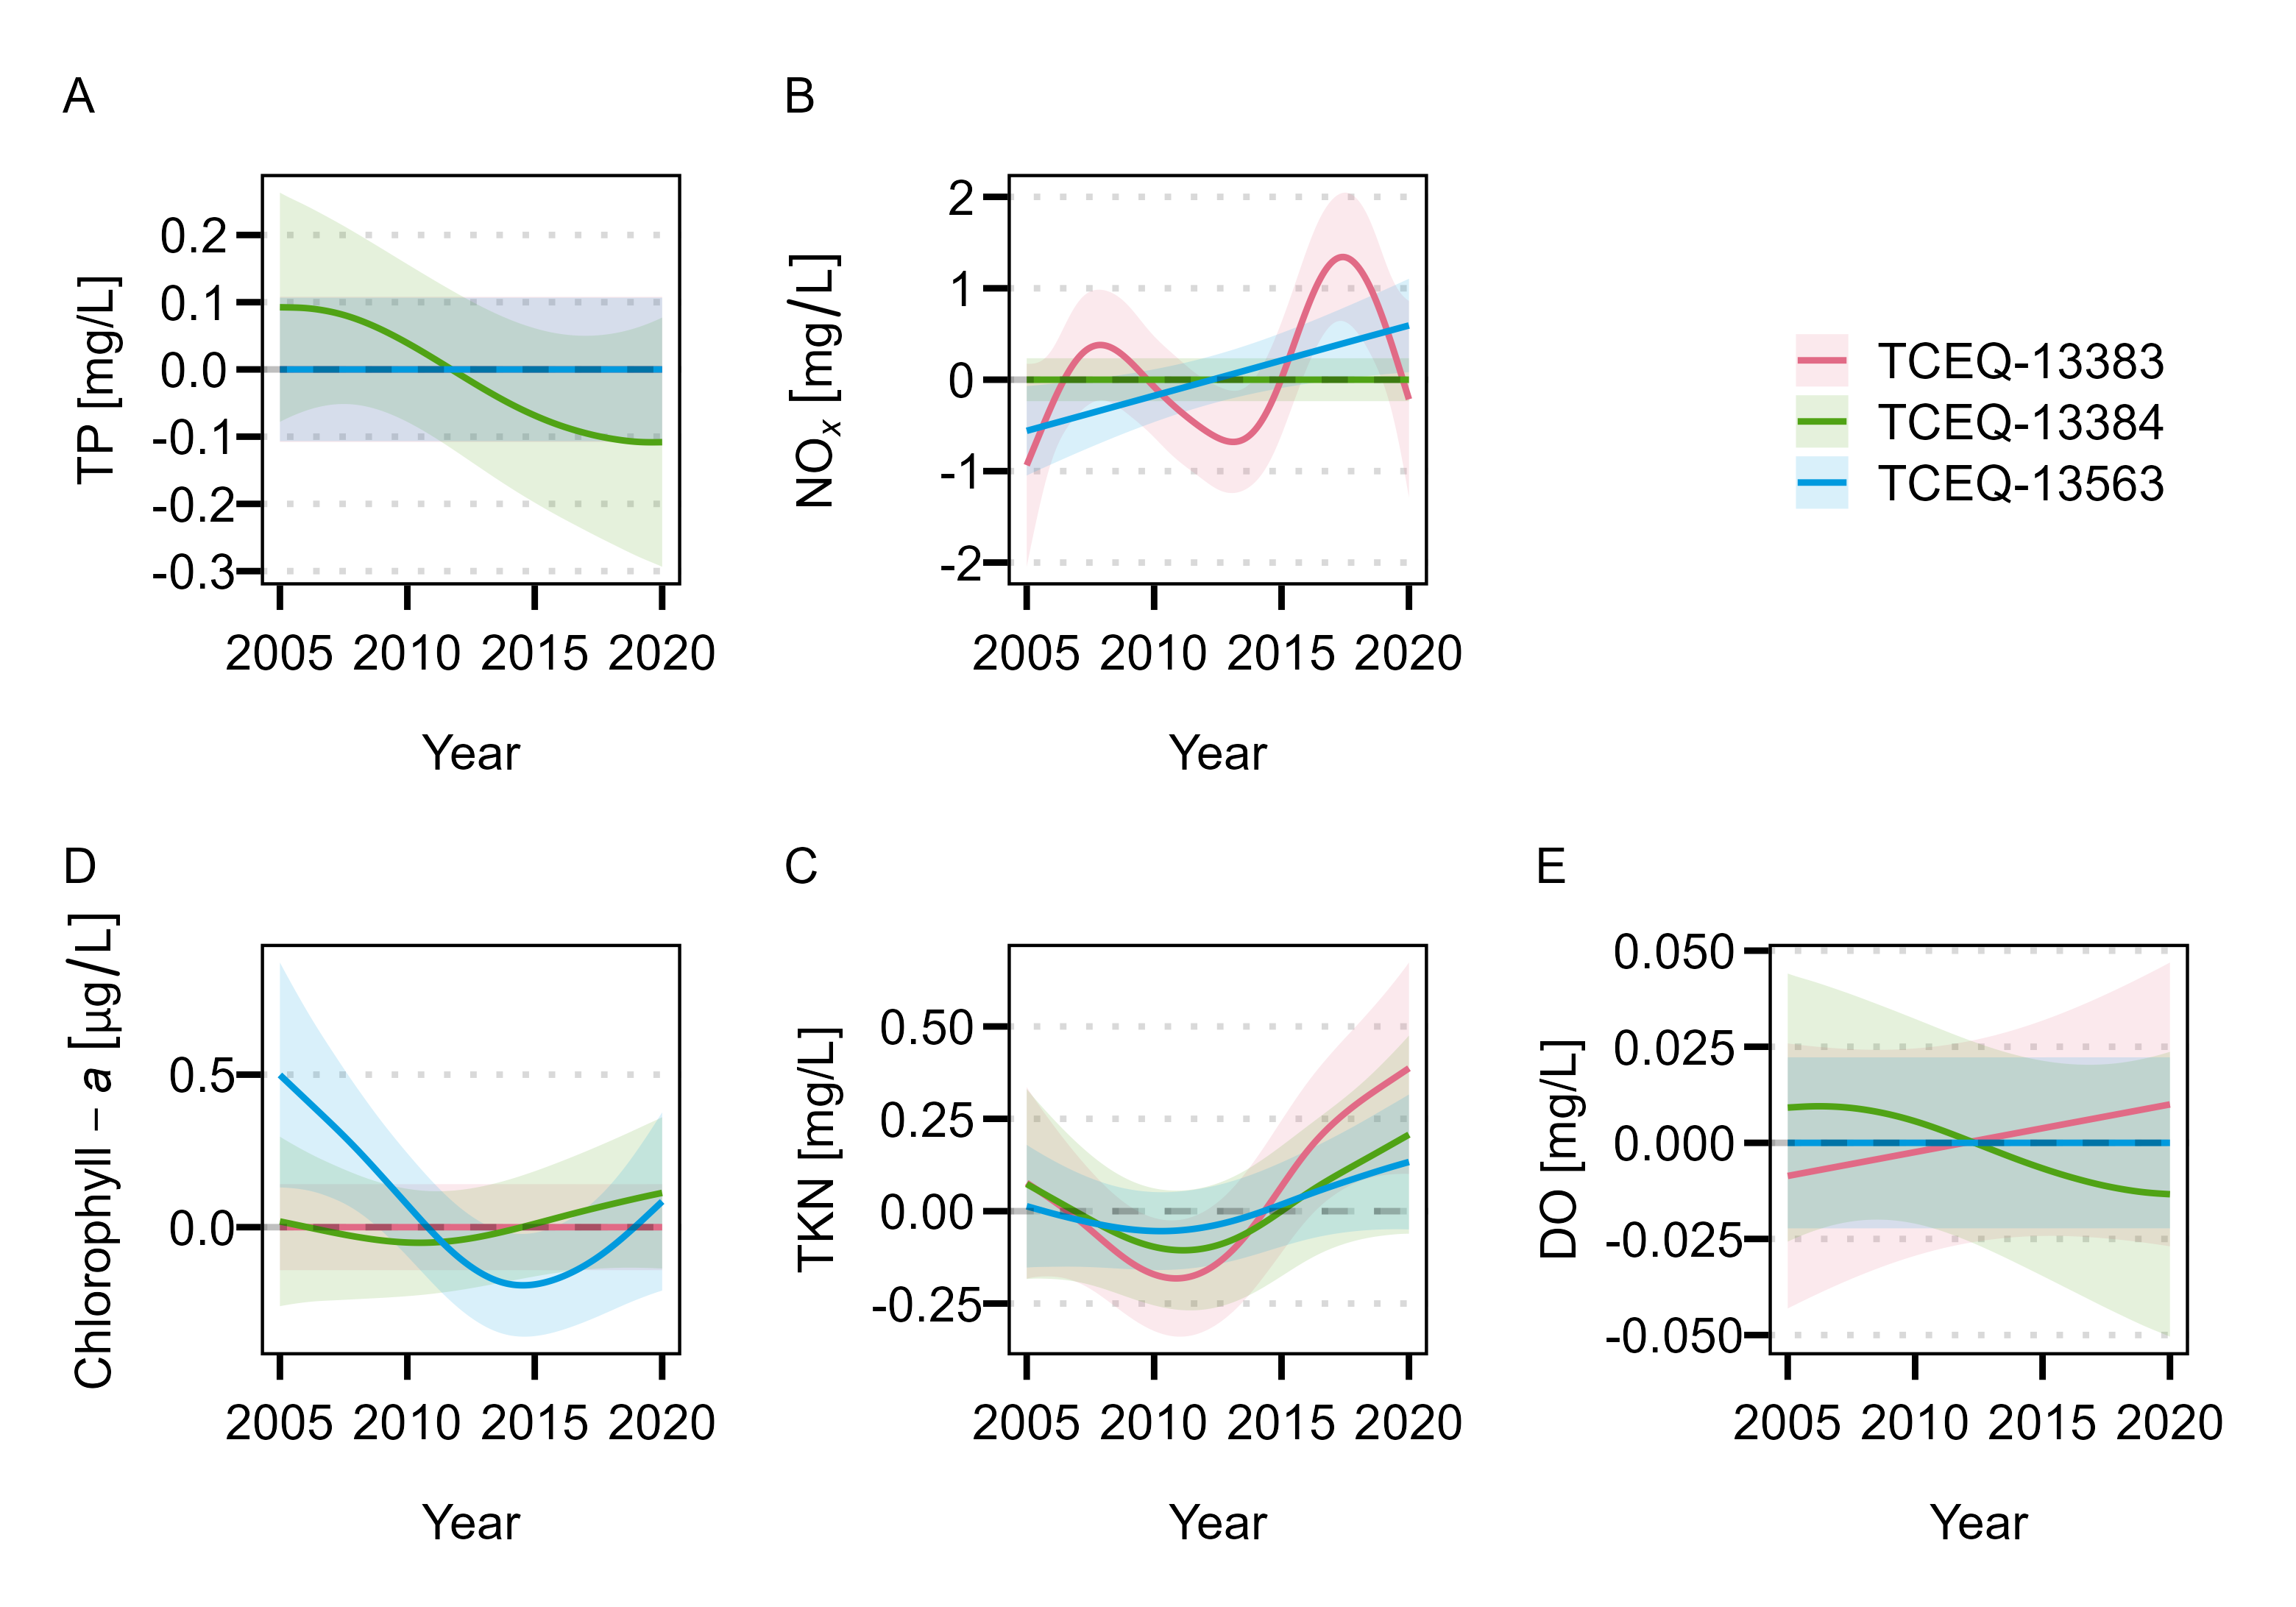 A
TP [mg/L]
0.2
0.1
0.0
-0.1
-0.2
-0.3
2005 2010 2015 2020
Year
B
NOx [mg/L]
2
1
0
-1
-2
2005 2010 2015 2020
Year
TCEQ-13383
TCEQ-13384
TCEQ-13563
D
Chlorophyll – a [µg/L]
0.5
0.0
2005 2010 2015 2020
Year
C
TKN [mg/L]
0.50
0.25
0.00
-0.25
2005 2010 2015 2020
Year
E
DO [mg/L]
0.050
0.025
0.000
-0.025
-0.050
2005 2010 2015 2020
Year